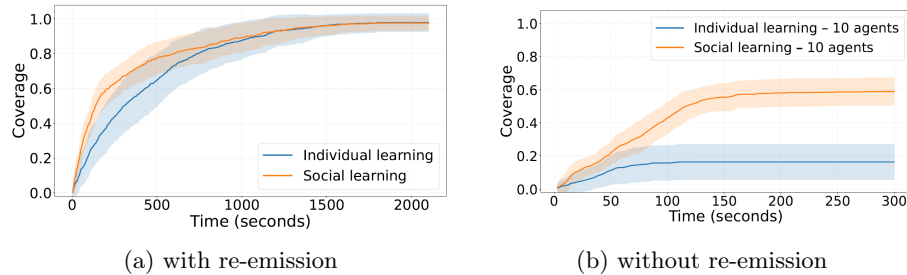 1.0
0.8
0.6
0.4
0.2
0.0
Coverage
Individual learning
Social learning
0 500 1000 1500 2000
Time (seconds)
(a) with re-emission
1.0
0.8
0.6
0.4
0.2
0.0
Coverage
Individual learning – 10 agents
Social learning – 10 agents
0 50 100 150 200 250 300
Time (seconds)
(b) without re-emission